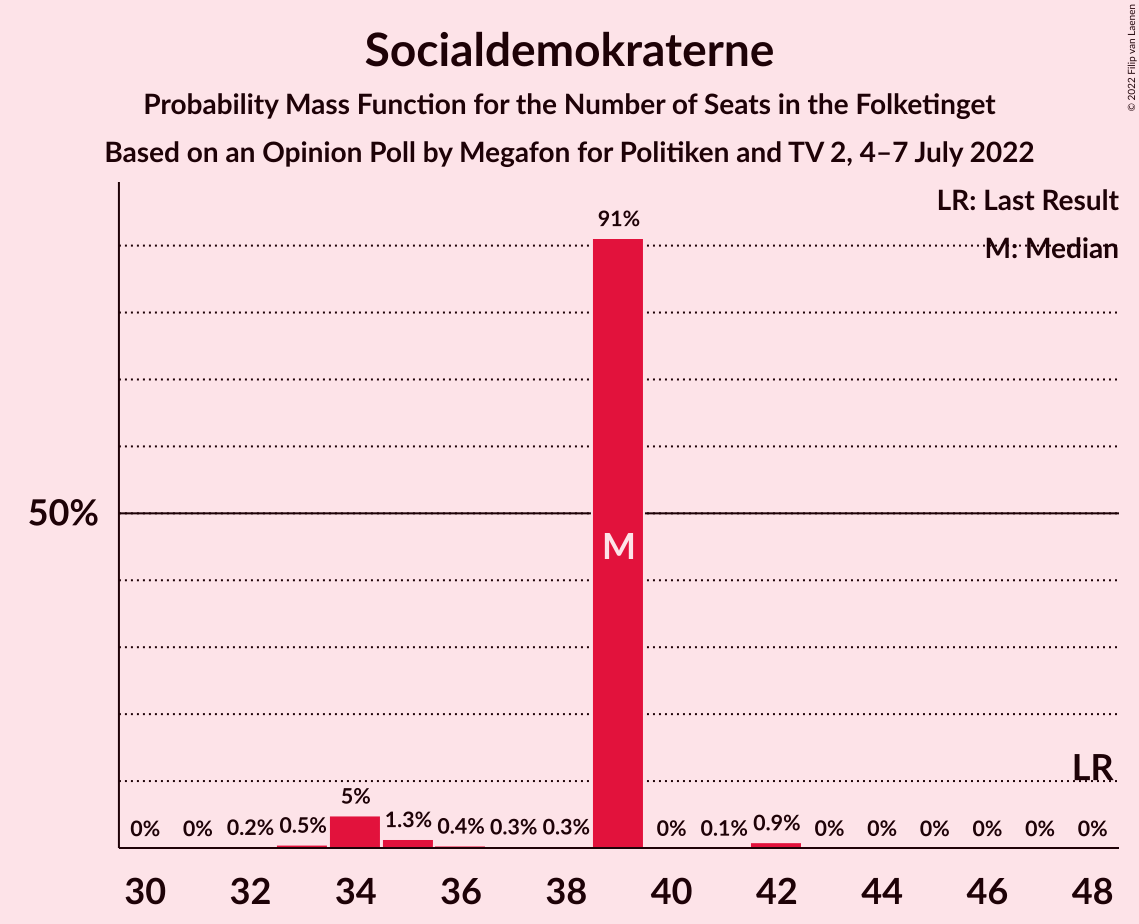 © 2022 Filip van Laenen
Socialdemokraterne
Probability Mass Function for the Number of Seats in the Folketinget
Based on an Opinion Poll by Megafon for Politiken and TV 2, 4–7 July 2022
LR: Last Result
M: Median
91%
50%
M
LR
0% 0% 0.2% 0.5% 5% 1.3% 0.4% 0.3% 0.3% 0% 0.1% 0.9% 0% 0% 0% 0% 0% 0%
30 32 34 36 38 40 42 44 46 48